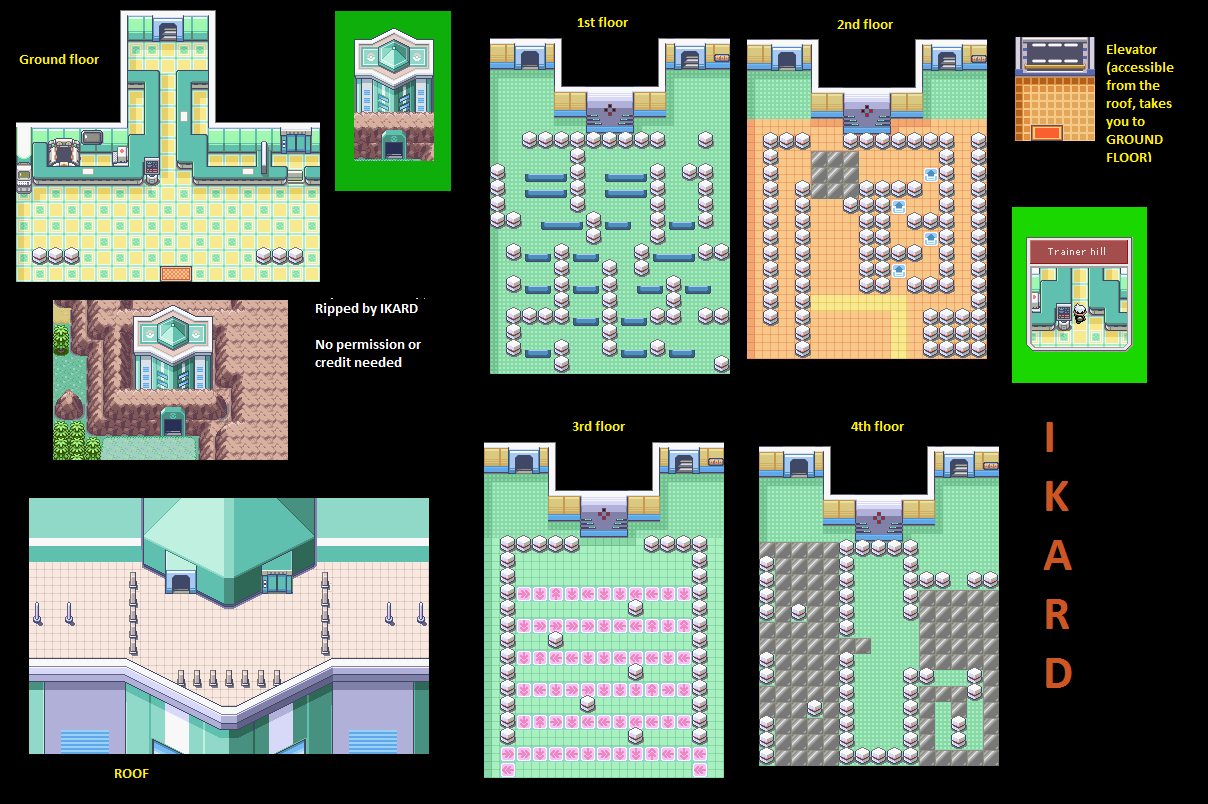 1st floor
2nd floor
Ground floor
Elevator
(accessible
from the
roof, takes
you to
GROUND
FLOOR)
Trainer hill
Ripped by IKARD
No permission or
credit needed
3rd floor
4th floor
I
K
A
R
D
ROOF